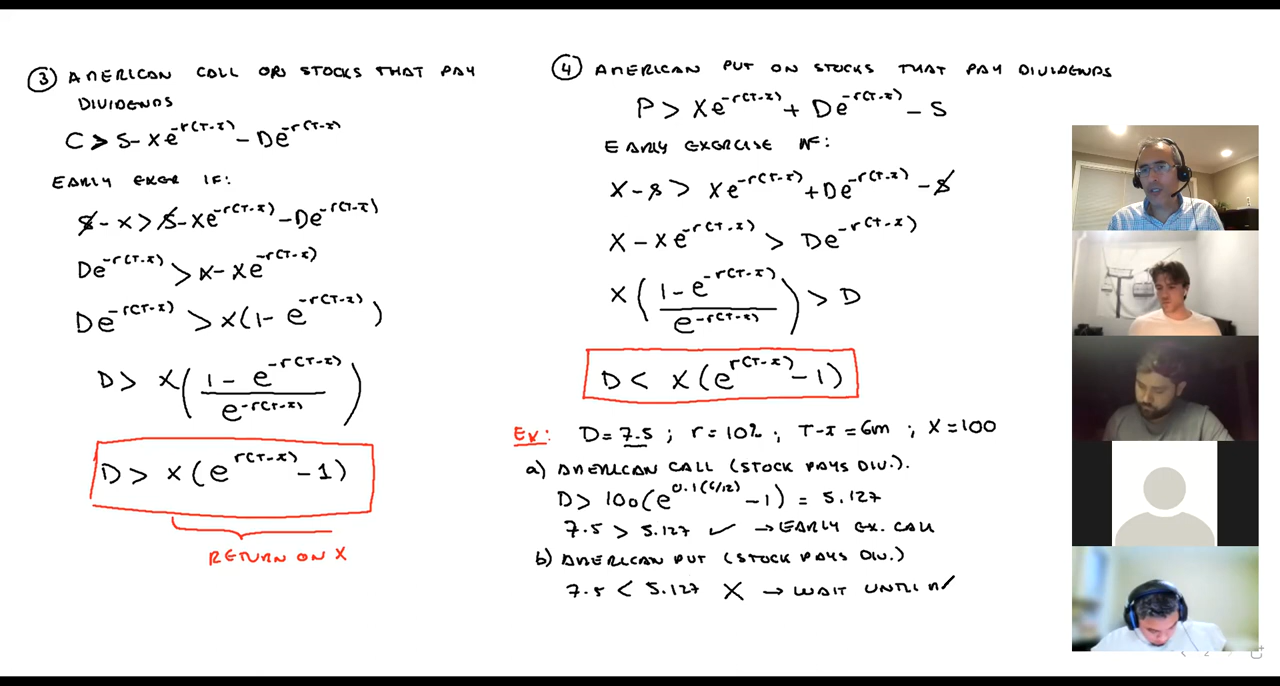 ③ AMERICAN CALL ON STOCKS THAT PAY
DIVIDENDS
C > S - Xe^-r(T-t) - De^-r(T-t)
EARLY EXER IF:
S - X > S - Xe^-r(T-t) - De^-r(T-t)
De^-r(T-t) > X - Xe^-r(T-t)
De^-r(T-t) > X(1 - e^-r(T-t))
D > X((1 - e^-r(T-t))/(e^-r(T-t)))
D > X(e^r(T-t) - 1)
RETURN ON X
④ AMERICAN PUT ON STOCKS THAT PAY DIVIDENDS
P > Xe^-r(T-t) + De^-r(T-t) - S
EARLY EXERCISE IF:
X - S > Xe^-r(T-t) + De^-r(T-t) - S
X - Xe^-r(T-t) > De^-r(T-t)
X((1 - e^-r(T-t))/(e^-r(T-t))) > D
D < X(e^r(T-t) - 1)
Ex: D = 7.5 ; r = 10% ; T-t = 6m ; X = 100
a) AMERICAN CALL (STOCK PAYS DIV.).
D > 100(e^0.1(6/12) - 1) = 5.127
7.5 > 5.127 ✓ → EARLY EX. CALL
b) AMERICAN PUT (STOCK PAYS DIV.)
7.5 < 5.127 X → WAIT UNTIL